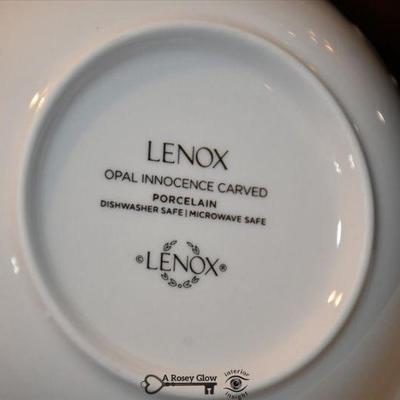 LENOX
OPAL INNOCENCE CARVED
PORCELAIN
DISHWASHER SAFE | MICROWAVE SAFE
© LENOX ®
A Rosey Glow
interior
insight